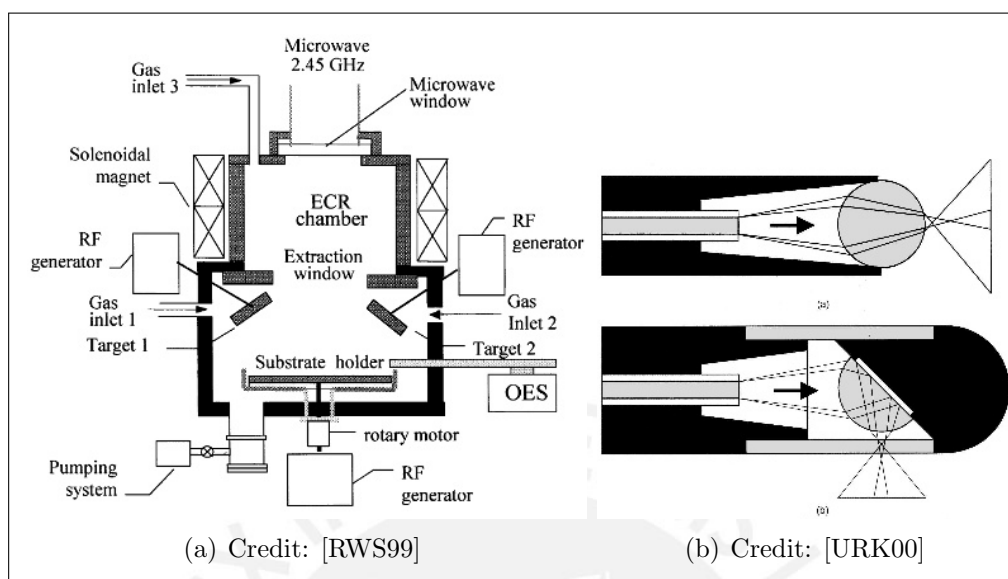 Microwave
2.45 GHz
Gas
inlet 3
Microwave
window
Solenoidal
magnet
ECR
chamber
RF
generator
RF
generator
Extraction
window
Gas
inlet 1
Gas
Inlet 2
Target 1
Target 2
Substrate holder
OES
rotary motor
Pumping
system
RF
generator
(a)
(b)
(a) Credit: [RWS99]
(b) Credit: [URK00]